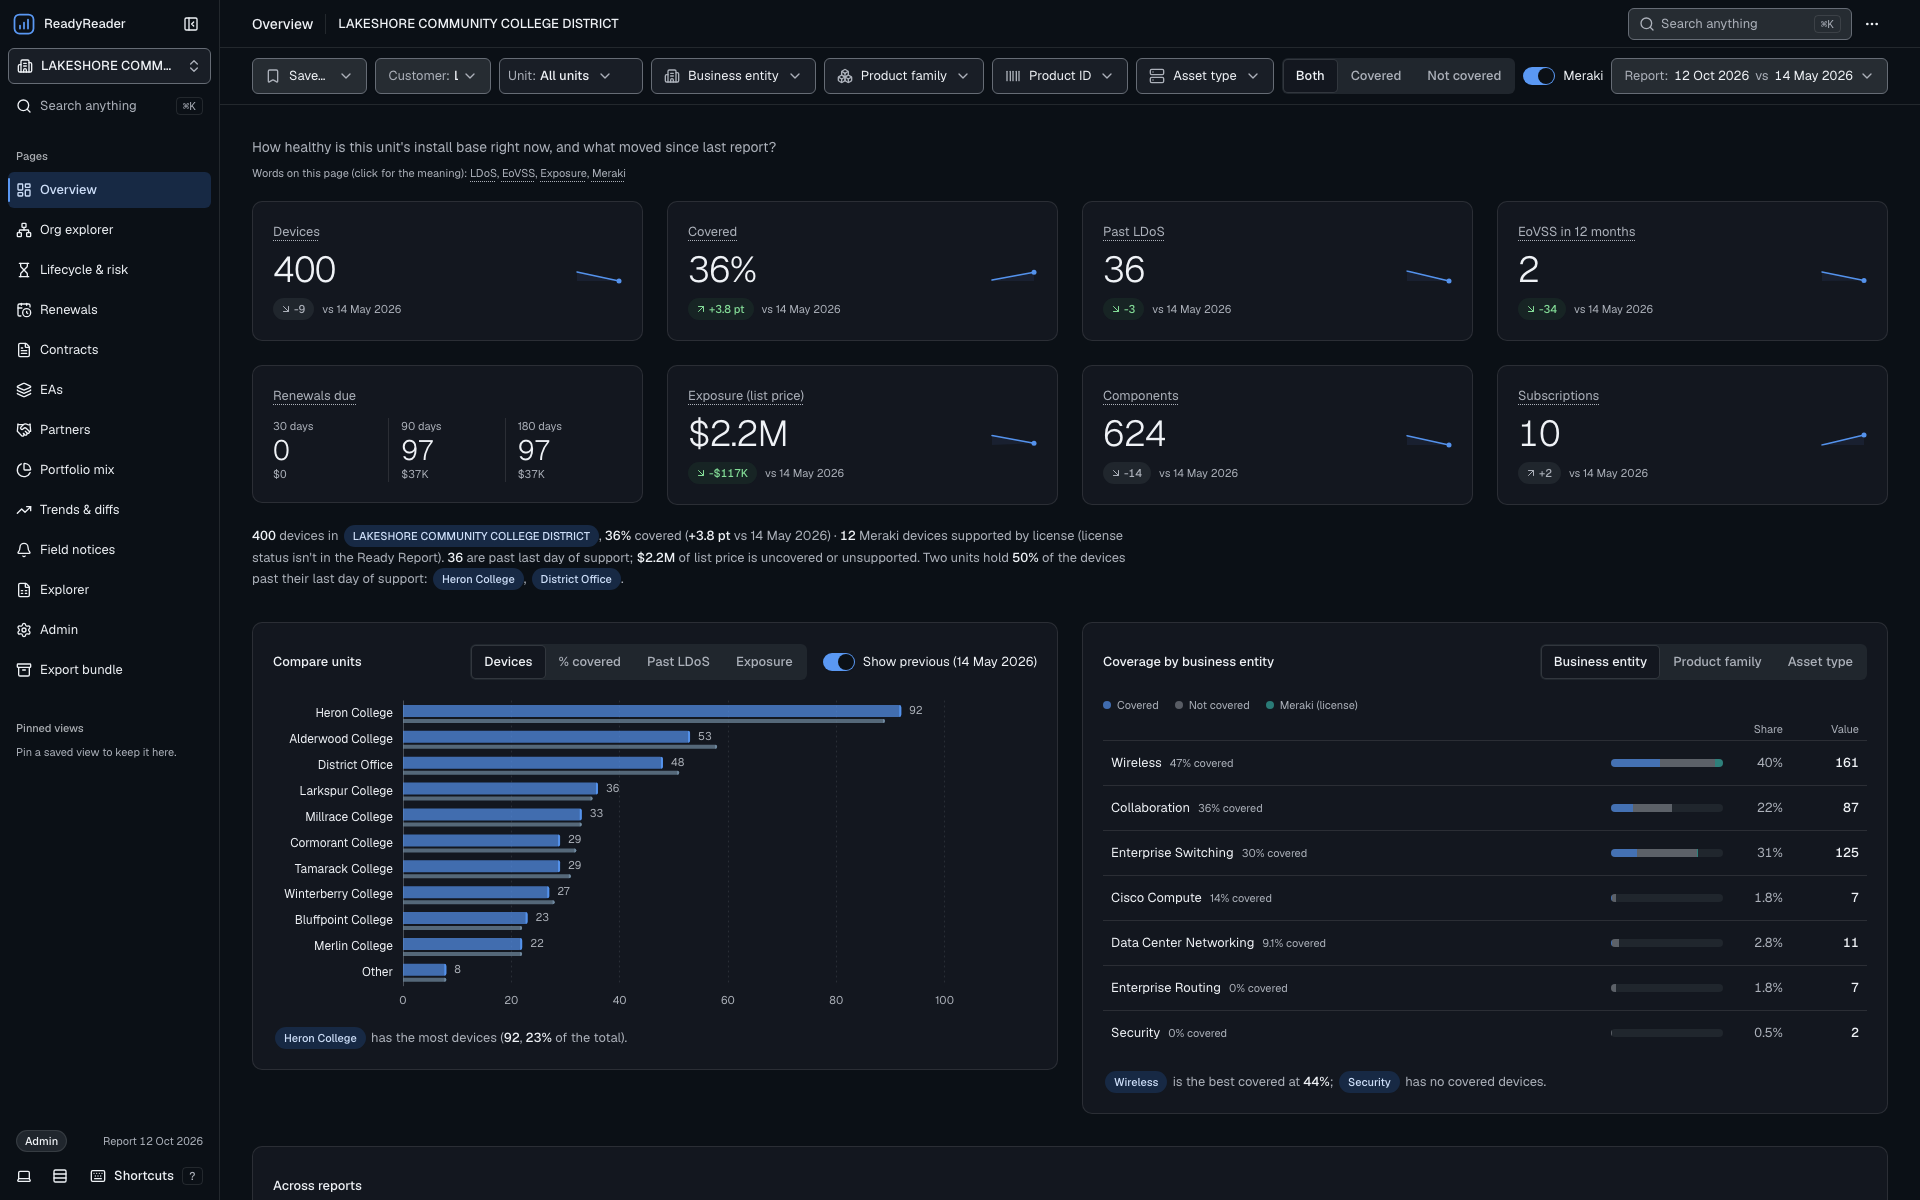 ReadyReader
LAKESHORE COMM...
Search anything ⌘K
Pages
Overview
Org explorer
Lifecycle & risk
Renewals
Contracts
EAs
Partners
Portfolio mix
Trends & diffs
Field notices
Explorer
Admin
Export bundle
Pinned views
Pin a saved view to keep it here.
Admin Report 12 Oct 2026
Shortcuts ?
Overview LAKESHORE COMMUNITY COLLEGE DISTRICT
Search anything ⌘K
Save... Customer: L Unit: All units Business entity Product family Product ID Asset type Both Covered Not covered Meraki Report: 12 Oct 2026 vs 14 May 2026
How healthy is this unit's install base right now, and what moved since last report?
Words on this page (click for the meaning): LDoS, EoVSS, Exposure, Meraki
Devices
400
-9 vs 14 May 2026
Covered
36%
+3.8 pt vs 14 May 2026
Past LDoS
36
-3 vs 14 May 2026
EoVSS in 12 months
2
-34 vs 14 May 2026
Renewals due
30 days 90 days 180 days
0 97 97
$0 $37K $37K
Exposure (list price)
$2.2M
-$117K vs 14 May 2026
Components
624
-14 vs 14 May 2026
Subscriptions
10
+2 vs 14 May 2026
400 devices in LAKESHORE COMMUNITY COLLEGE DISTRICT, 36% covered (+3.8 pt vs 14 May 2026) · 12 Meraki devices supported by license (license
status isn't in the Ready Report). 36 are past last day of support; $2.2M of list price is uncovered or unsupported. Two units hold 50% of the devices
past their last day of support: Heron College, District Office.
Compare units Devices % covered Past LDoS Exposure Show previous (14 May 2026)
Heron College 92
Alderwood College 53
District Office 48
Larkspur College 36
Millrace College 33
Cormorant College 29
Tamarack College 29
Winterberry College 27
Bluffpoint College 23
Merlin College 22
Other 8
0 20 40 60 80 100
Heron College has the most devices (92, 23% of the total).
Coverage by business entity Business entity Product family Asset type
Covered Not covered Meraki (license)
Share Value
Wireless 47% covered 40% 161
Collaboration 36% covered 22% 87
Enterprise Switching 30% covered 31% 125
Cisco Compute 14% covered 1.8% 7
Data Center Networking 9.1% covered 2.8% 11
Enterprise Routing 0% covered 1.8% 7
Security 0% covered 0.5% 2
Wireless is the best covered at 44%; Security has no covered devices.
Across reports